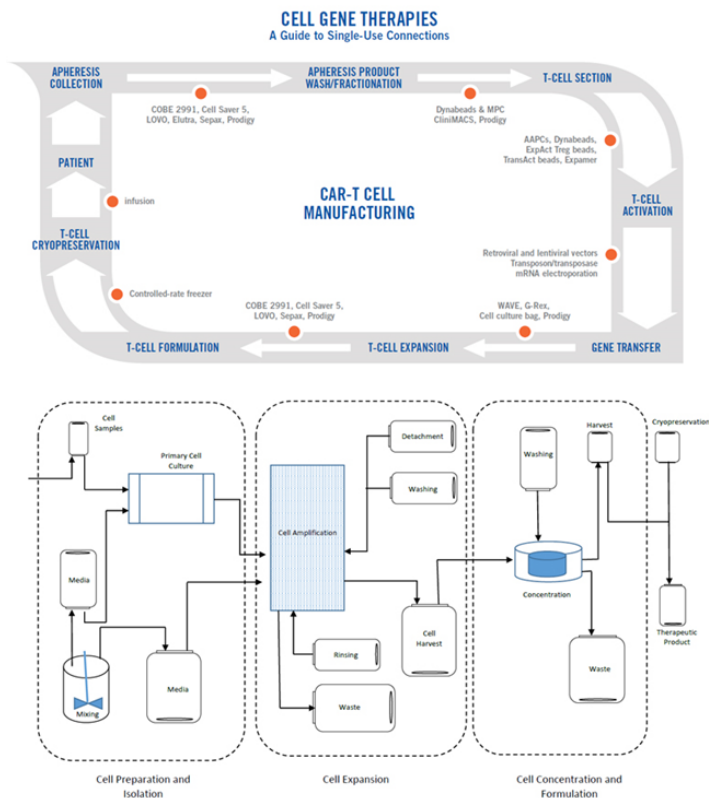 CELL GENE THERAPIES
A Guide to Single-Use Connections
APHERESIS
COLLECTION
APHERESIS PRODUCT
WASH/FRACTIONATION
T-CELL SECTION
COBE 2991, Cell Saver 5,
LOVO, Elutra, Sepax, Prodigy
Dynabeads & MPC
CliniMACS, Prodigy
AAPCs, Dynabeads,
ExpAct Treg beads,
TransAct beads, Expamer
PATIENT
infusion
CAR-T CELL
MANUFACTURING
T-CELL
ACTIVATION
T-CELL
CRYOPRESERVATION
Retroviral and lentiviral vectors
Transposon/transposase
mRNA electroporation
Controlled-rate freezer
COBE 2991, Cell Saver 5,
LOVO, Sepax, Prodigy
WAVE, G-Rex,
Cell culture bag, Prodigy
T-CELL FORMULATION
T-CELL EXPANSION
GENE TRANSFER
Cell
Samples
Primary Cell
Culture
Media
Mixing
Media
Cell Preparation and
Isolation
Detachment
Washing
Cell Amplification
Rinsing
Waste
Cell
Harvest
Cell Expansion
Washing
Harvest
Concentration
Waste
Cell Concentration and
Formulation
Cryopreservation
Therapeutic
Product